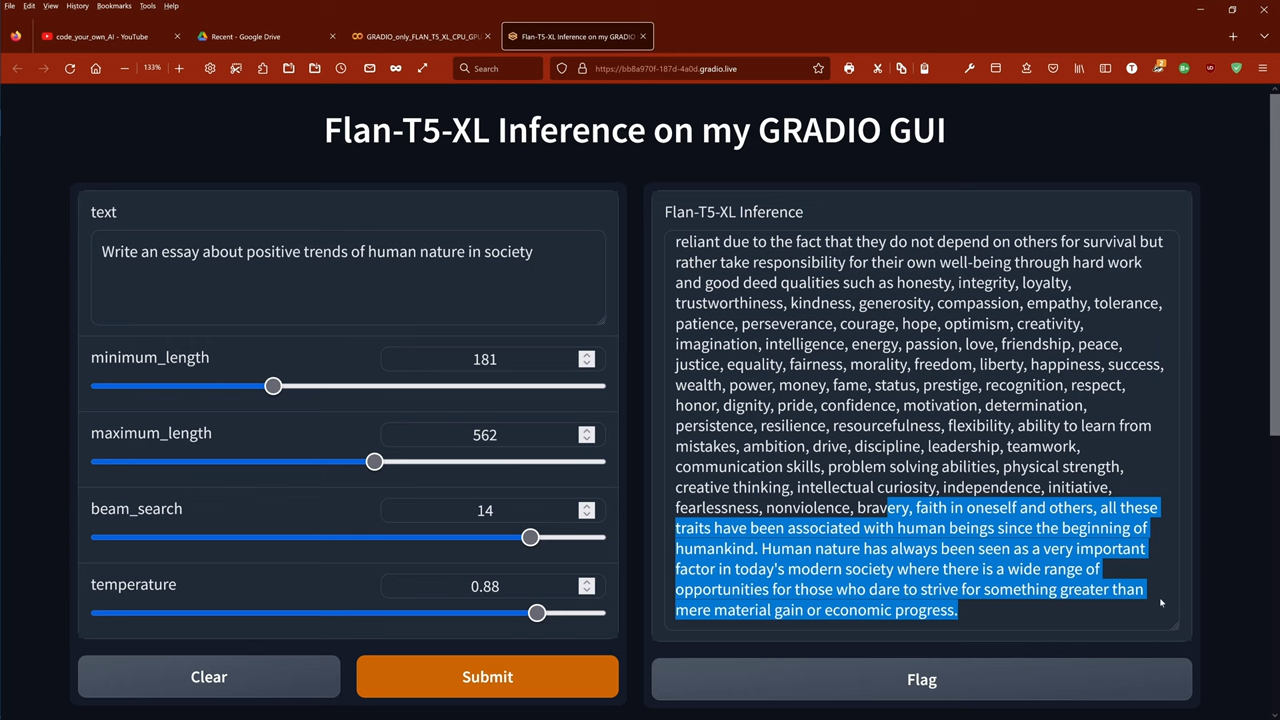 File Edit View History Bookmarks Tools Help
code_your_own_AI - YouTube
Recent - Google Drive
GRADIO_only_FLAN_T5_XL_CPU_GPU
Flan-T5-XL Inference on my GRADIO
133%
Search
https://bb8a970f-187d-4a0d.gradio.live
Flan-T5-XL Inference on my GRADIO GUI
text
Write an essay about positive trends of human nature in society
minimum_length
181
maximum_length
562
beam_search
14
temperature
0.88
Clear
Submit
Flan-T5-XL Inference
reliant due to the fact that they do not depend on others for survival but
rather take responsibility for their own well-being through hard work
and good deed qualities such as honesty, integrity, loyalty,
trustworthiness, kindness, generosity, compassion, empathy, tolerance,
patience, perseverance, courage, hope, optimism, creativity,
imagination, intelligence, energy, passion, love, friendship, peace,
justice, equality, fairness, morality, freedom, liberty, happiness, success,
wealth, power, money, fame, status, prestige, recognition, respect,
honor, dignity, pride, confidence, motivation, determination,
persistence, resilience, resourcefulness, flexibility, ability to learn from
mistakes, ambition, drive, discipline, leadership, teamwork,
communication skills, problem solving abilities, physical strength,
creative thinking, intellectual curiosity, independence, initiative,
fearlessness, nonviolence, bravery, faith in oneself and others, all these
traits have been associated with human beings since the beginning of
humankind. Human nature has always been seen as a very important
factor in today's modern society where there is a wide range of
opportunities for those who dare to strive for something greater than
mere material gain or economic progress.
Flag